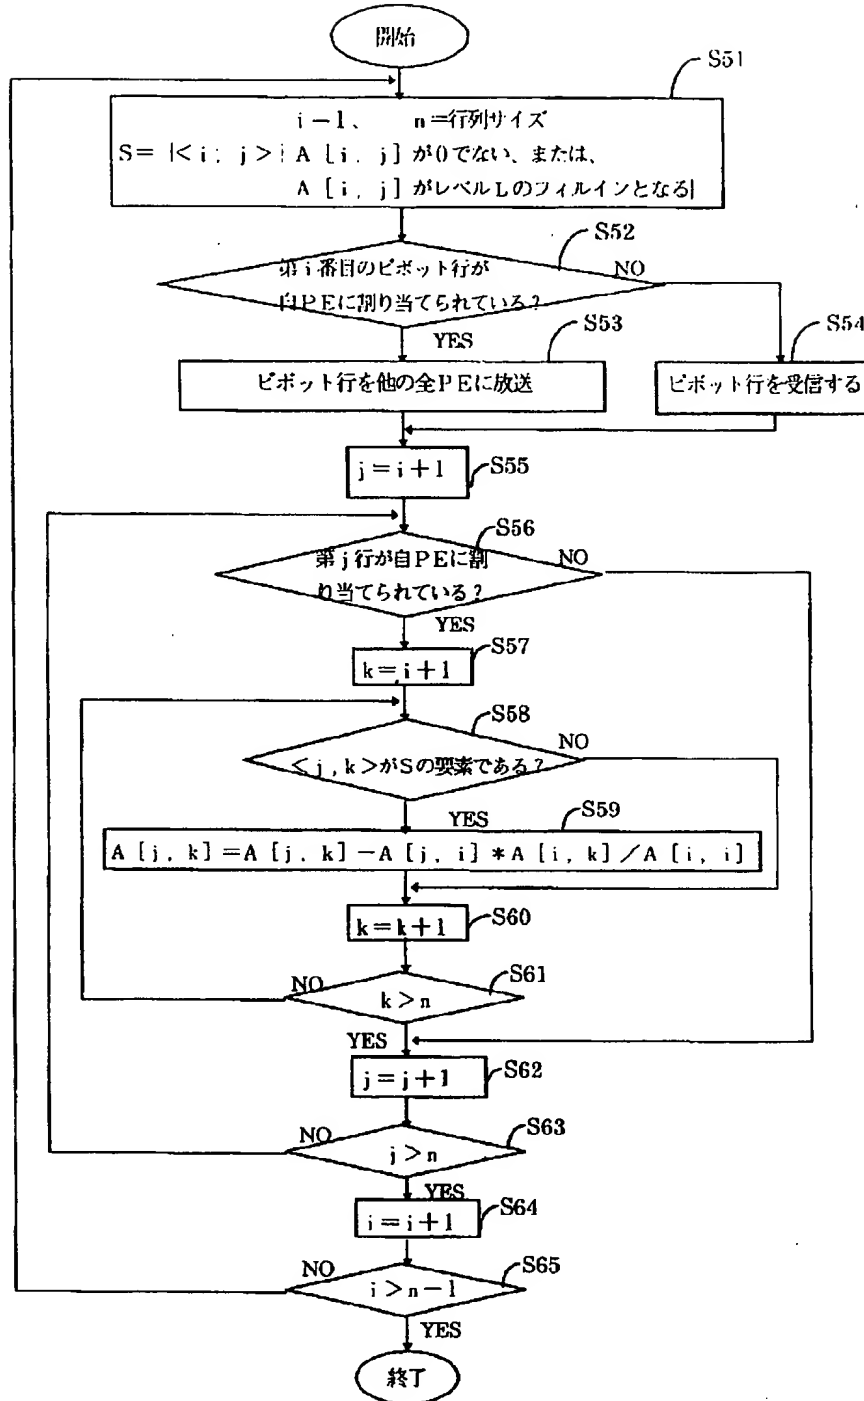 開始
S51
i−1、 n＝行列サイズ
S＝ |<i; j>| A [i, j] が0でない、または、
A [i, j] がレベルLのフィルインとなる|
S52
第i番目のピボット行が
自PEに割り当てられている?
NO
YES
S53
S54
ピボット行を他の全PEに放送
ピボット行を受信する
j＝i＋1
S55
S56
第j行が自PEに割
り当てられている?
NO
YES
S57
k＝i＋1
S58
NO
<j, k>がSの要素である?
YES
S59
A [j, k]＝A [j, k]－A [j, i]＊A [i, k]／A [i, i]
k＝k＋1
S60
NO
S61
k＞n
YES
j＝j＋1
S62
NO
S63
j＞n
YES
i＝i＋1
S64
NO
S65
i＞n－1
YES
終了